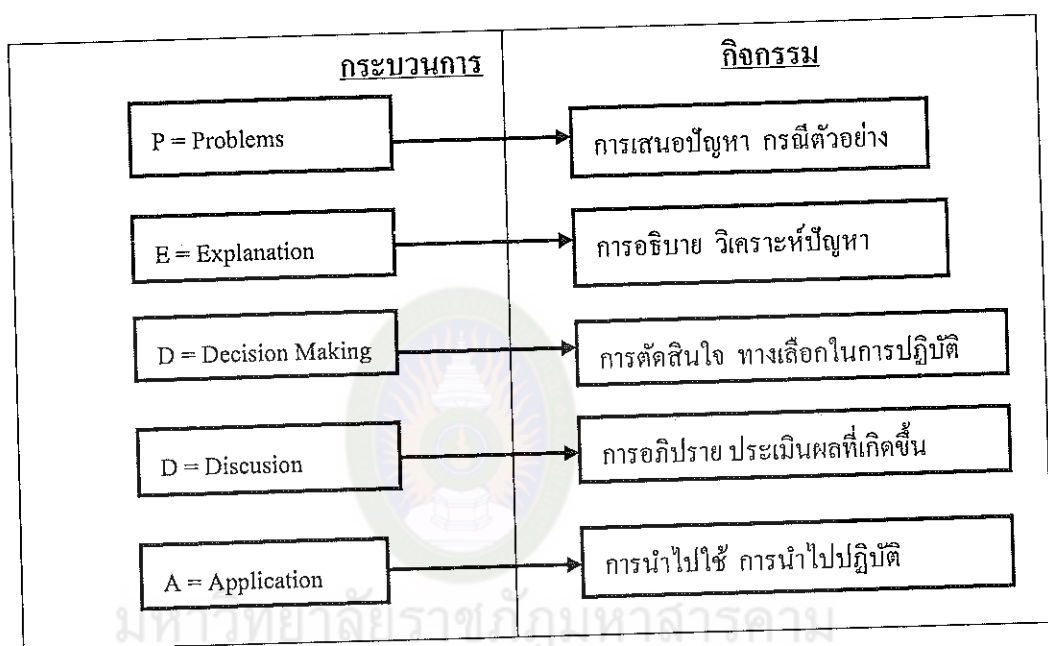 กระบวนการ กิจกรรม
P = Problems การเสนอปัญหา กรณีตัวอย่าง
E = Explanation การอธิบาย วิเคราะห์ปัญหา
D = Decision Making การตัดสินใจ ทางเลือกในการปฏิบัติ
D = Discusion การอภิปราย ประเมินผลที่เกิดขึ้น
A = Application การนำไปใช้ การนำไปปฏิบัติ
มหาวิทยาลัยราชภัฏมหาสารคาม